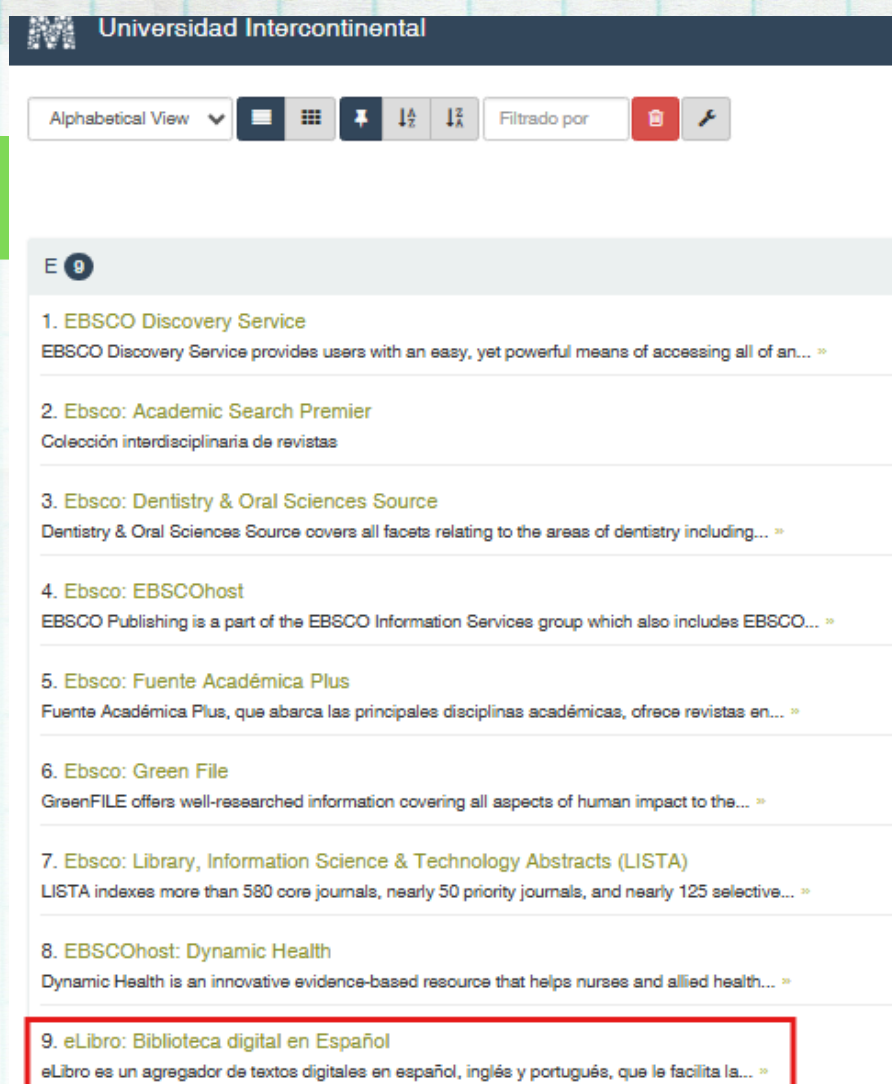 Universidad Intercontinental
Alphabetical View
Filtrado por
E 9
1. EBSCO Discovery Service
EBSCO Discovery Service provides users with an easy, yet powerful means of accessing all of an... »
2. Ebsco: Academic Search Premier
Colección interdisciplinaria de revistas
3. Ebsco: Dentistry & Oral Sciences Source
Dentistry & Oral Sciences Source covers all facets relating to the areas of dentistry including... »
4. Ebsco: EBSCOhost
EBSCO Publishing is a part of the EBSCO Information Services group which also includes EBSCO... »
5. Ebsco: Fuente Académica Plus
Fuente Académica Plus, que abarca las principales disciplinas académicas, ofrece revistas en... »
6. Ebsco: Green File
GreenFILE offers well-researched information covering all aspects of human impact to the... »
7. Ebsco: Library, Information Science & Technology Abstracts (LISTA)
LISTA indexes more than 580 core journals, nearly 50 priority journals, and nearly 125 selective... »
8. EBSCOhost: Dynamic Health
Dynamic Health is an innovative evidence-based resource that helps nurses and allied health... »
9. eLibro: Biblioteca digital en Español
eLibro es un agregador de textos digitales en español, inglés y portugués, que le facilita la... »